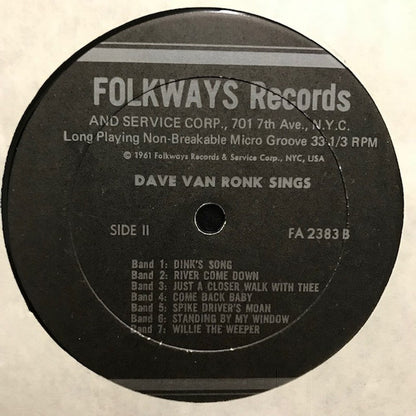 FOLKWAYS Records
AND SERVICE CORP., 701 7th Ave., N.Y.C.
Long Playing Non-Breakable Micro Groove 33 1/3 RPM
© 1961 Folkways Records & Service Corp., NYC, USA
DAVE VAN RONK SINGS
SIDE II FA 2383 B
Band 1: DINK'S SONG
Band 2: RIVER COME DOWN
Band 3: JUST A CLOSER WALK WITH THEE
Band 4: COME BACK BABY
Band 5: SPIKE DRIVER'S MOAN
Band 6: STANDING BY MY WINDOW
Band 7: WILLIE THE WEEPER